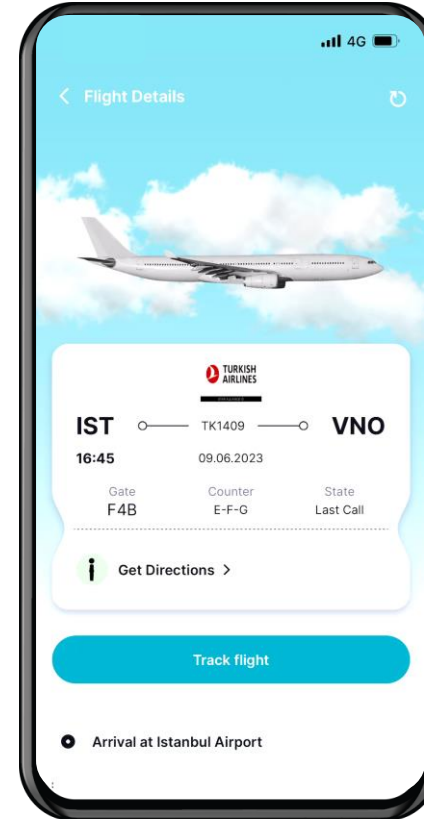 4G
Flight Details
TURKISH
AIRLINES
IST TK1409 VNO
16:45 09.06.2023
Gate Counter State
F4B E-F-G Last Call
Get Directions >
Track flight
Arrival at Istanbul Airport